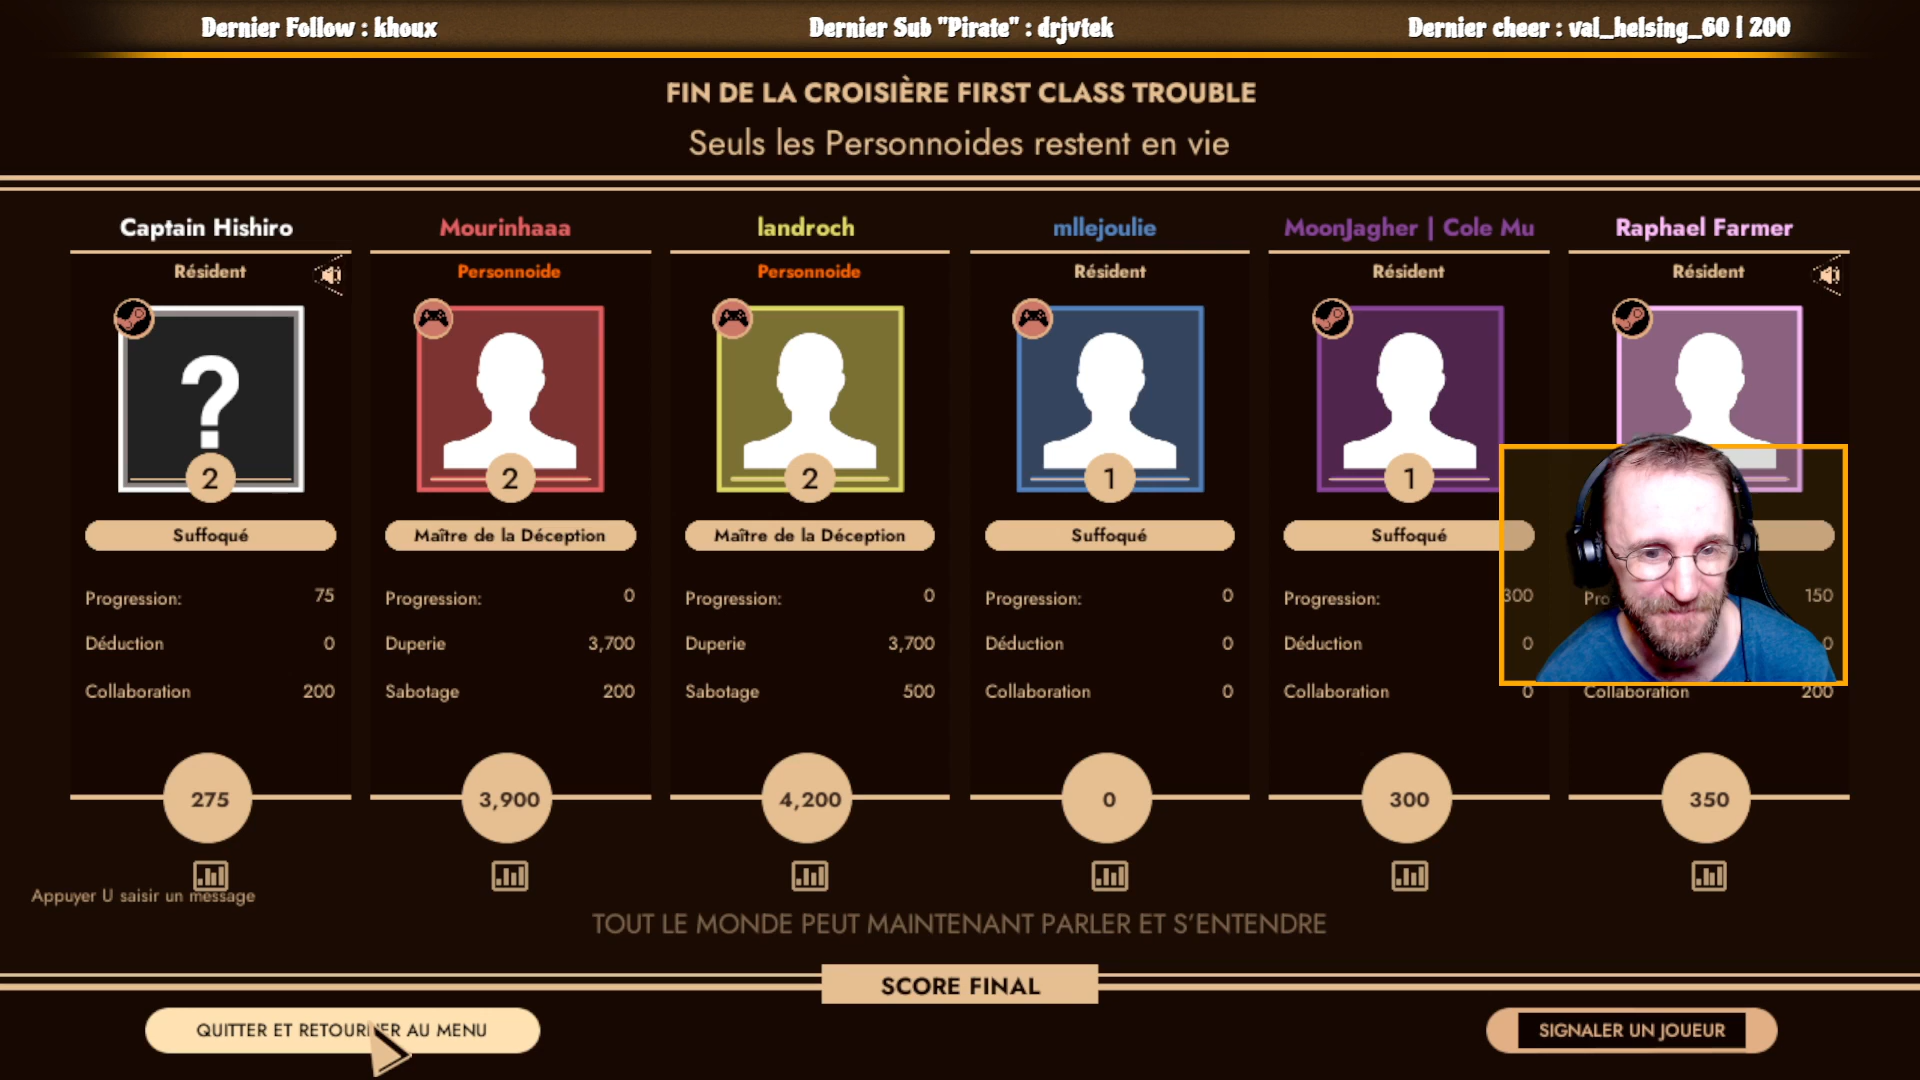 Dernier Follow : khoux
Dernier Sub "Pirate" : drjvtek
Dernier cheer : val_helsing_60 | 200
FIN DE LA CROISIÈRE FIRST CLASS TROUBLE
Seuls les Personnoides restent en vie
Captain Hishiro
Mourinhaaa
landroch
mllejoulie
MoonJagher | Cole Mu
Raphael Farmer
Résident
Personnoide
Personnoide
Résident
Résident
Résident
?
2
2
2
1
1
Suffoqué
Maître de la Déception
Maître de la Déception
Suffoqué
Suffoqué
Progression: 75
Progression: 0
Progression: 0
Progression: 0
Progression: 300
Pro 150
Déduction 0
Duperie 3,700
Duperie 3,700
Déduction 0
Déduction 0
0
Collaboration 200
Sabotage 200
Sabotage 500
Collaboration 0
Collaboration 0
Collaboration 200
275
3,900
4,200
0
300
350
Appuyer U saisir un message
TOUT LE MONDE PEUT MAINTENANT PARLER ET S'ENTENDRE
SCORE FINAL
QUITTER ET RETOURNER AU MENU
SIGNALER UN JOUEUR